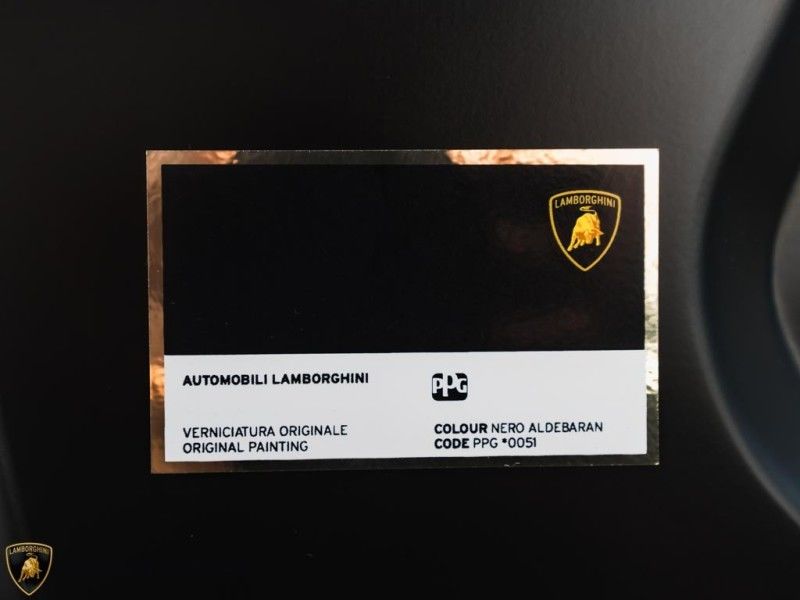 LAMBORGHINI
AUTOMOBILI LAMBORGHINI
PPG
VERNICIATURA ORIGINALE
ORIGINAL PAINTING
COLOUR NERO ALDEBARAN
CODE PPG *0051
LAMBORGHINI